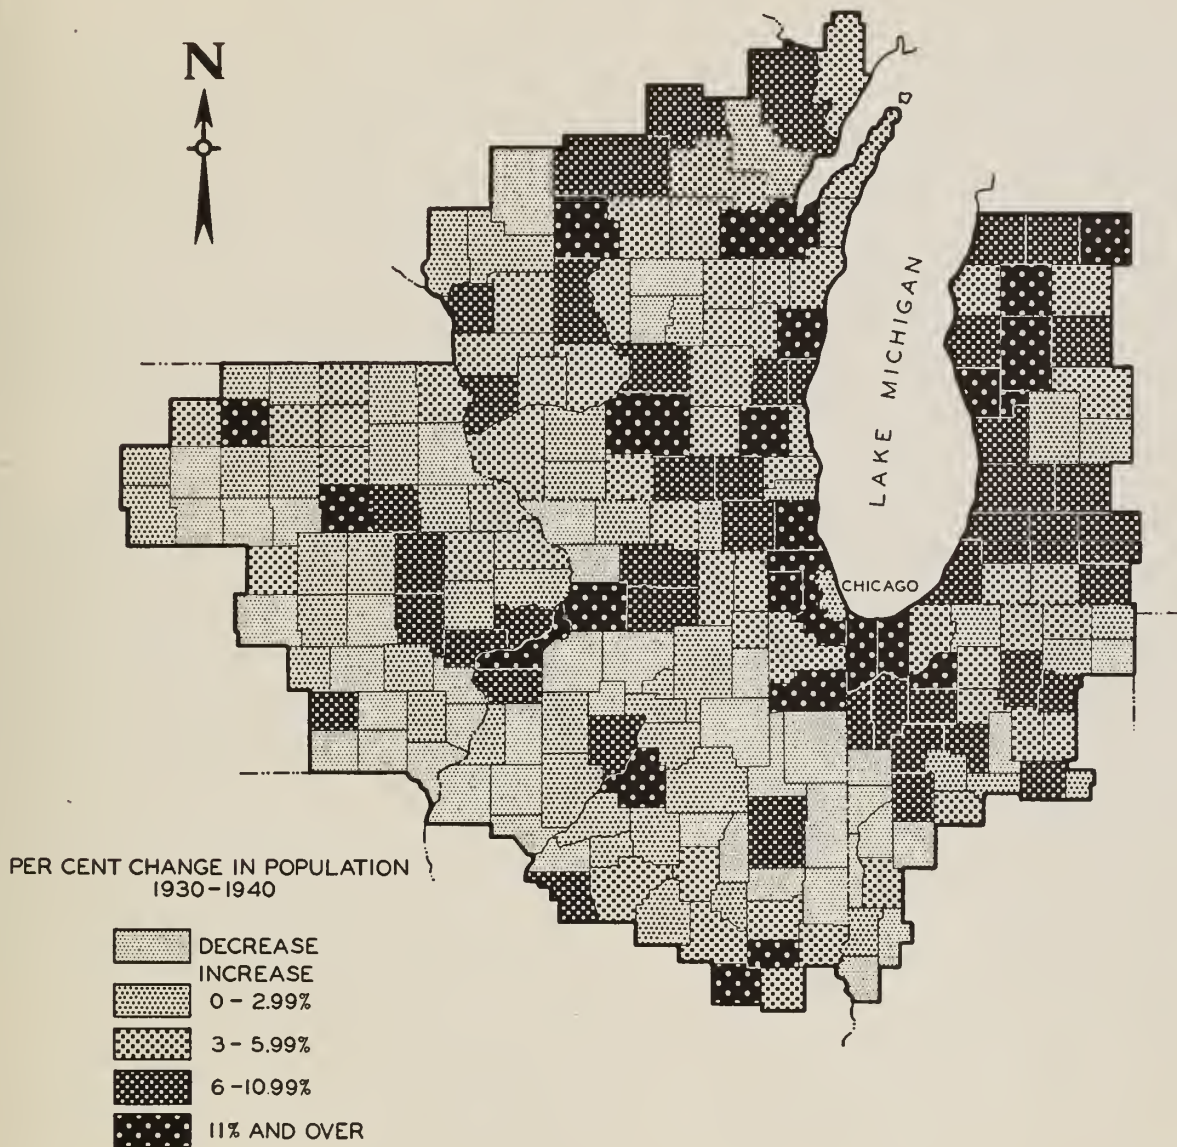 N
LAKE MICHIGAN
CHICAGO
PER CENT CHANGE IN POPULATION
1930-1940
DECREASE
INCREASE
0 - 2.99%
3 - 5.99%
6 - 10.99%
11% AND OVER